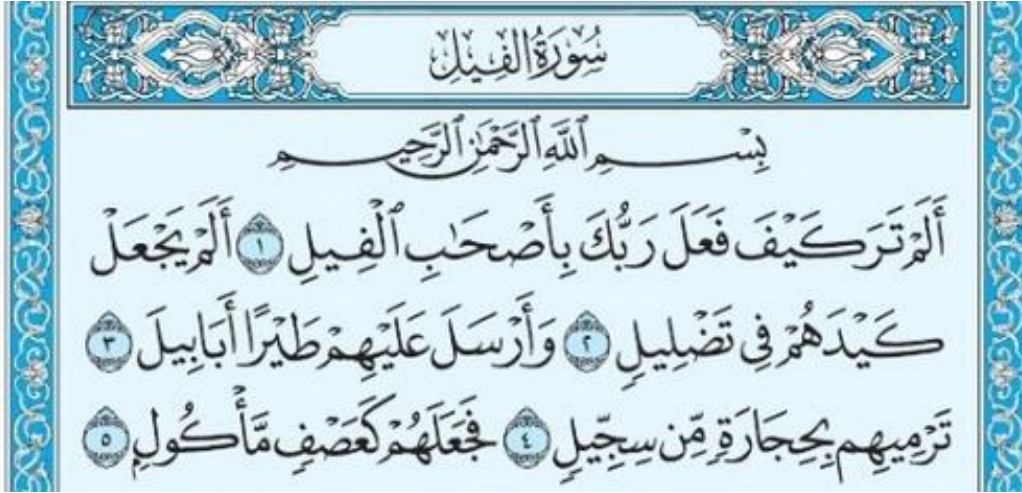 سُورَةُ الْفِيلِ
بِسْمِ ٱللَّهِ ٱلرَّحْمَٰنِ ٱلرَّحِيمِ
أَلَمْ تَرَ كَيْفَ فَعَلَ رَبُّكَ بِأَصْحَٰبِ ٱلْفِيلِ ١ أَلَمْ يَجْعَلْ
كَيْدَهُمْ فِى تَضْلِيلٍ ٢ وَأَرْسَلَ عَلَيْهِمْ طَيْرًا أَبَابِيلَ ٣
تَرْمِيهِم بِحِجَارَةٍ مِّن سِجِّيلٍ ٤ فَجَعَلَهُمْ كَعَصْفٍ مَّأْكُولٍ ٥